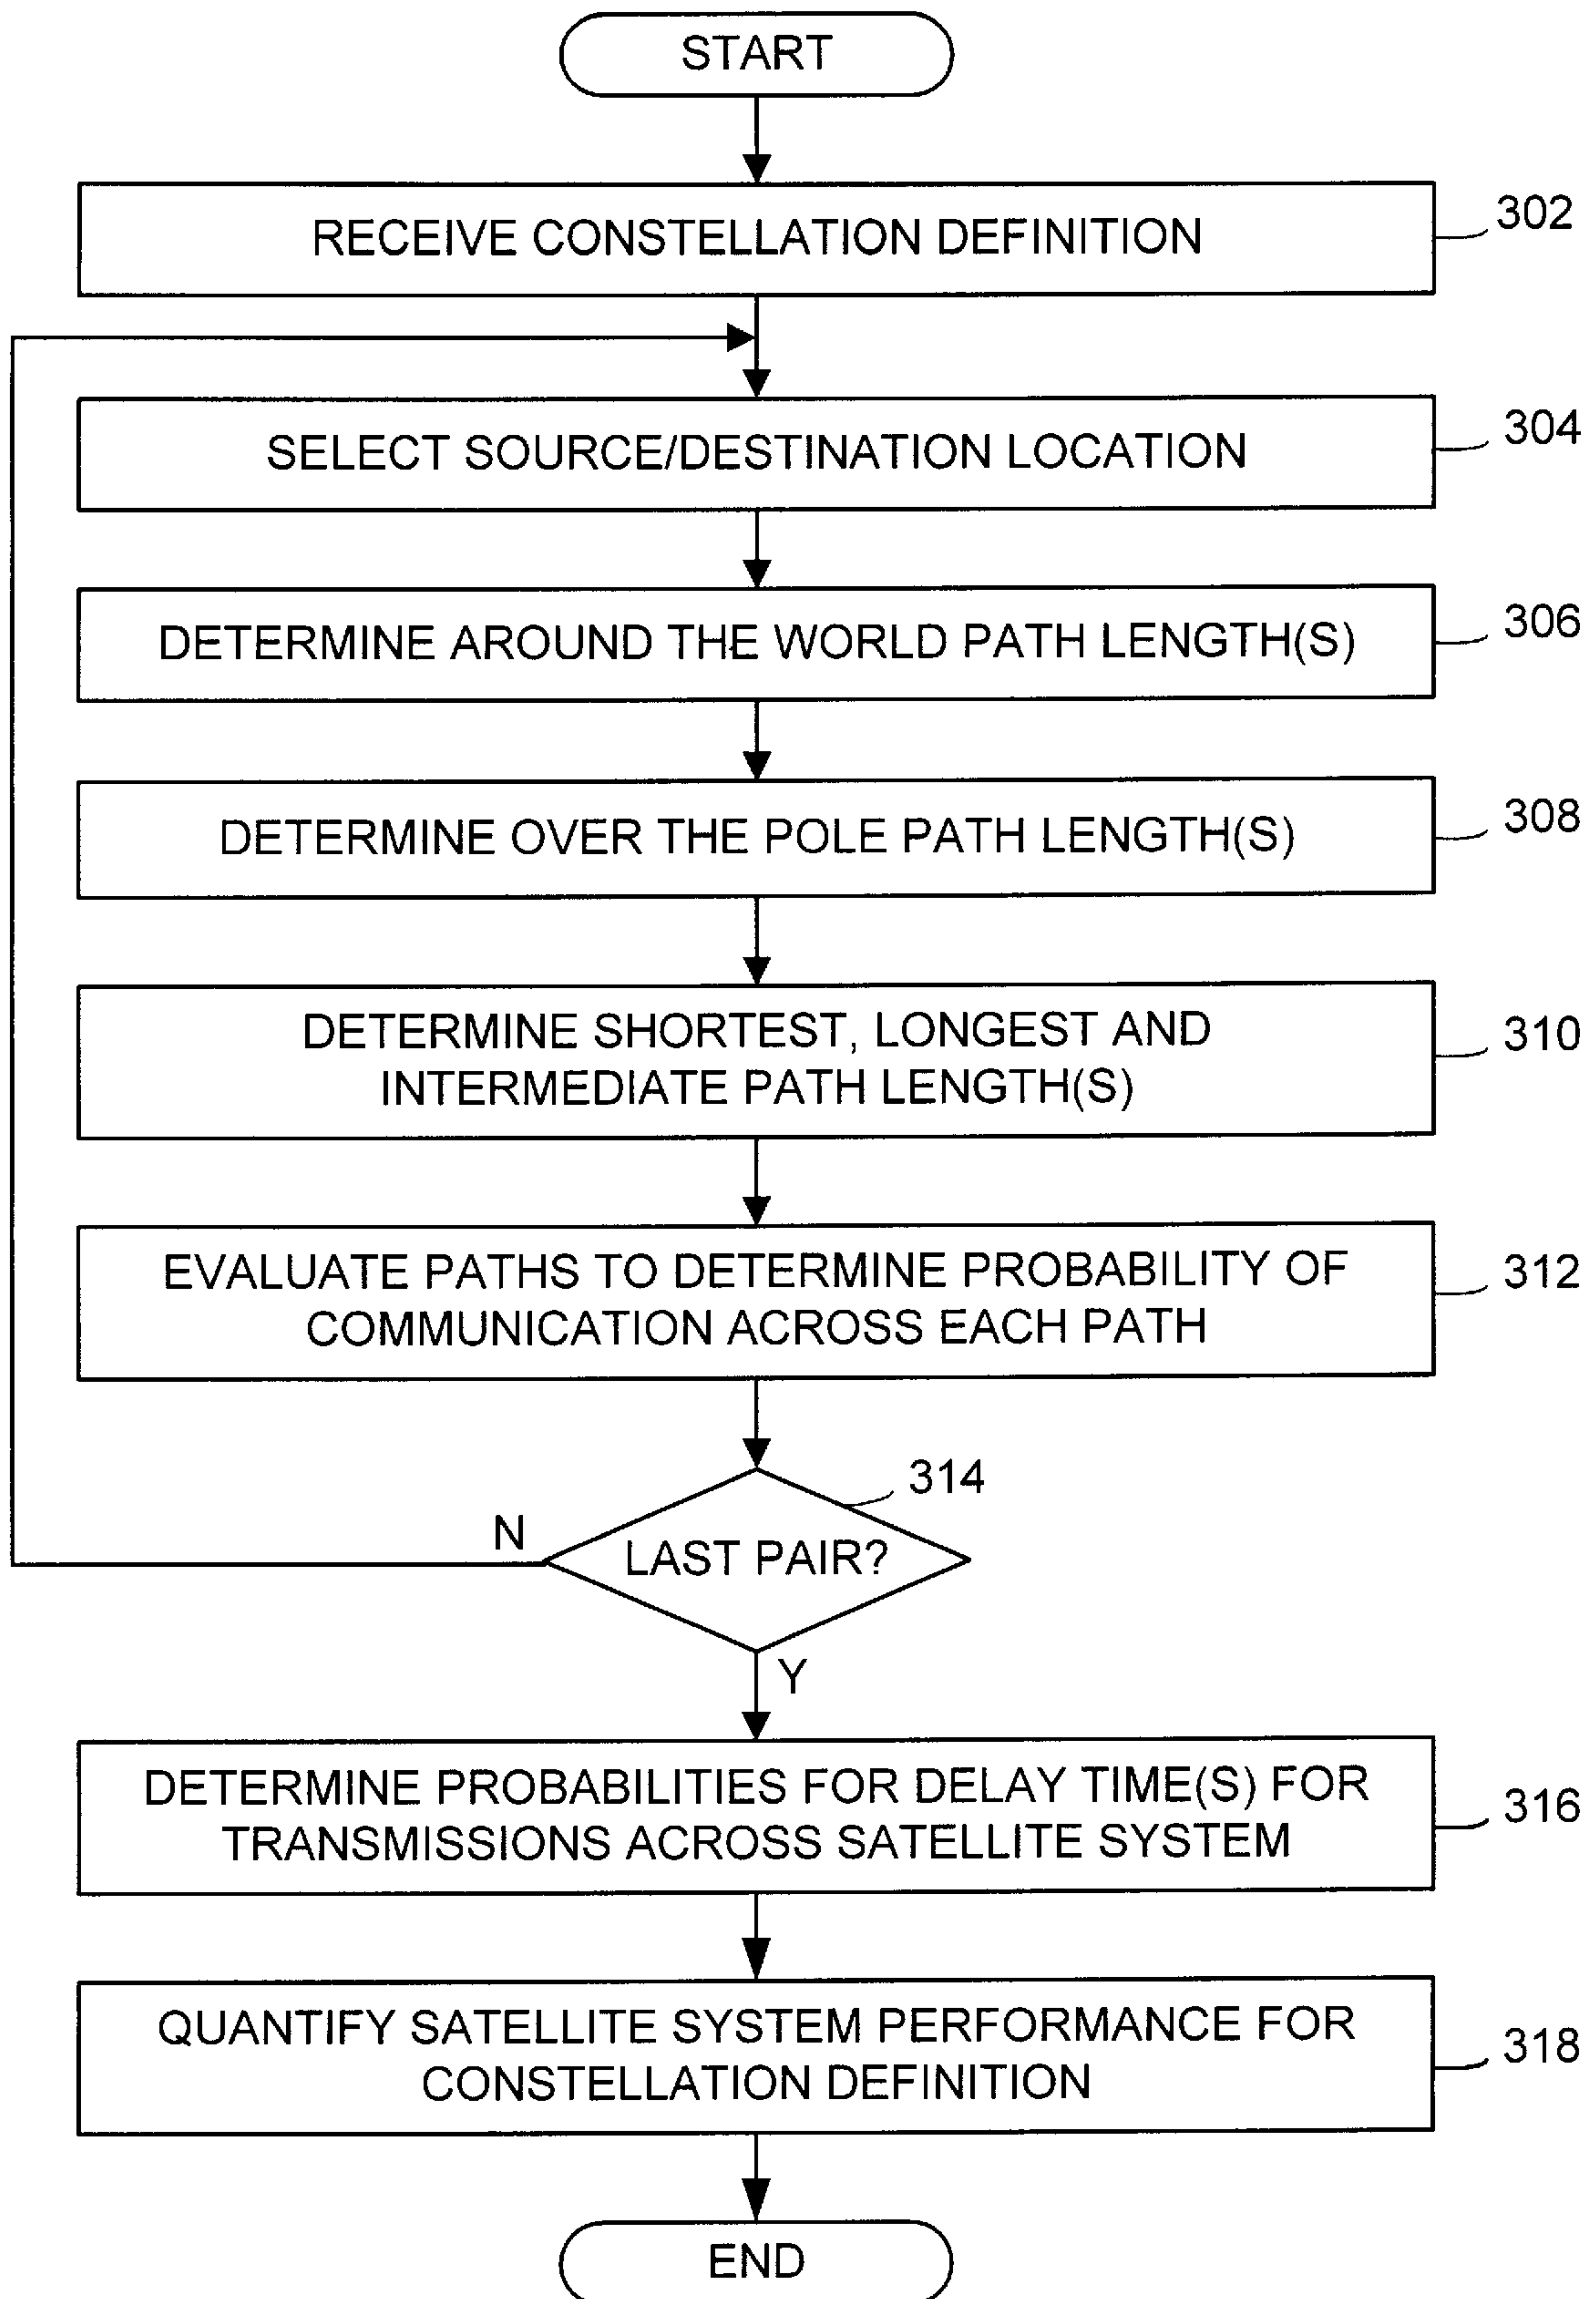 START
RECEIVE CONSTELLATION DEFINITION
302
SELECT SOURCE/DESTINATION LOCATION
304
DETERMINE AROUND THE WORLD PATH LENGTH(S)
306
DETERMINE OVER THE POLE PATH LENGTH(S)
308
DETERMINE SHORTEST, LONGEST AND
INTERMEDIATE PATH LENGTH(S)
310
EVALUATE PATHS TO DETERMINE PROBABILITY OF
COMMUNICATION ACROSS EACH PATH
312
314
N
LAST PAIR?
Y
DETERMINE PROBABILITIES FOR DELAY TIME(S) FOR
TRANSMISSIONS ACROSS SATELLITE SYSTEM
316
QUANTIFY SATELLITE SYSTEM PERFORMANCE FOR
CONSTELLATION DEFINITION
318
END